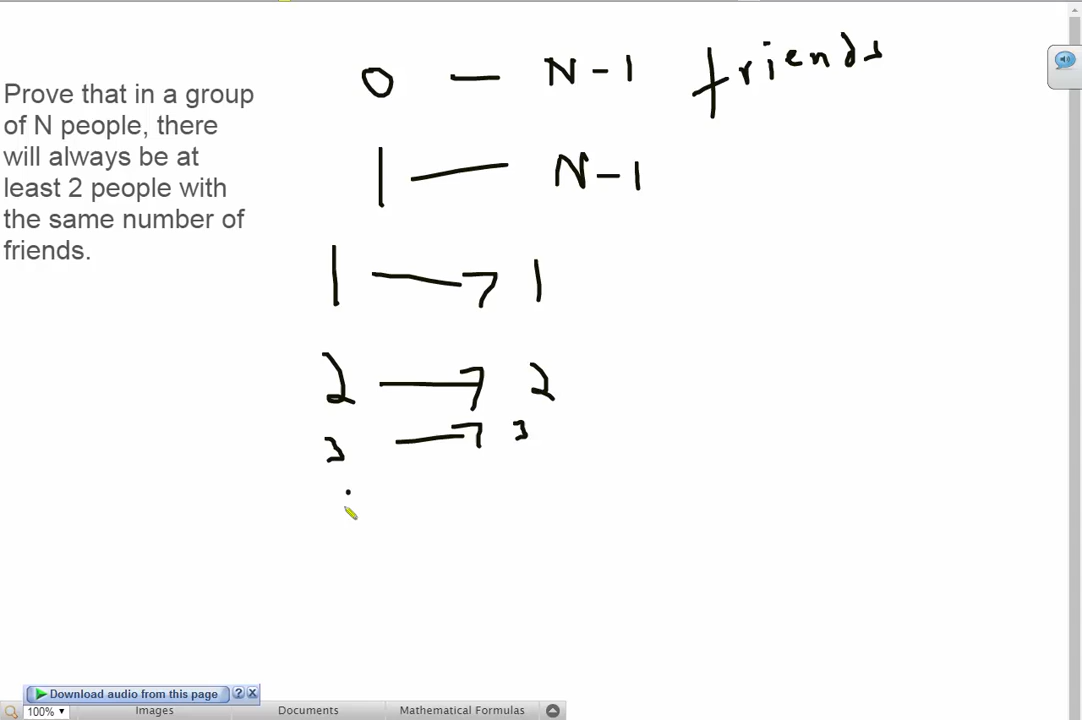 Prove that in a group
of N people, there
will always be at
least 2 people with
the same number of
friends.
0 — N-1 friends
1 — N-1
1 → 1
2 → 2
3 → 3
Download audio from this page
?
100%
Images
Documents
Mathematical Formulas